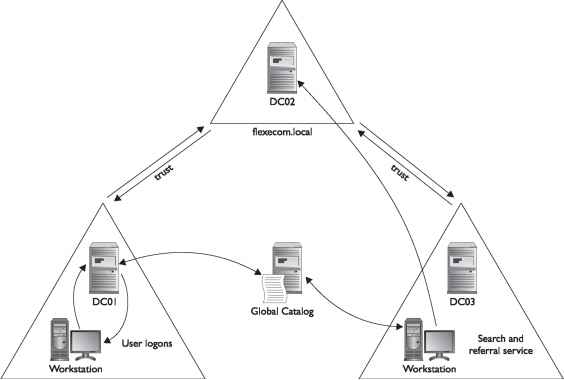 DC02
flexecom.local
trust
trust
DC01
User logons
Workstation
Global Catalog
DC03
Search and
referral service
Workstation